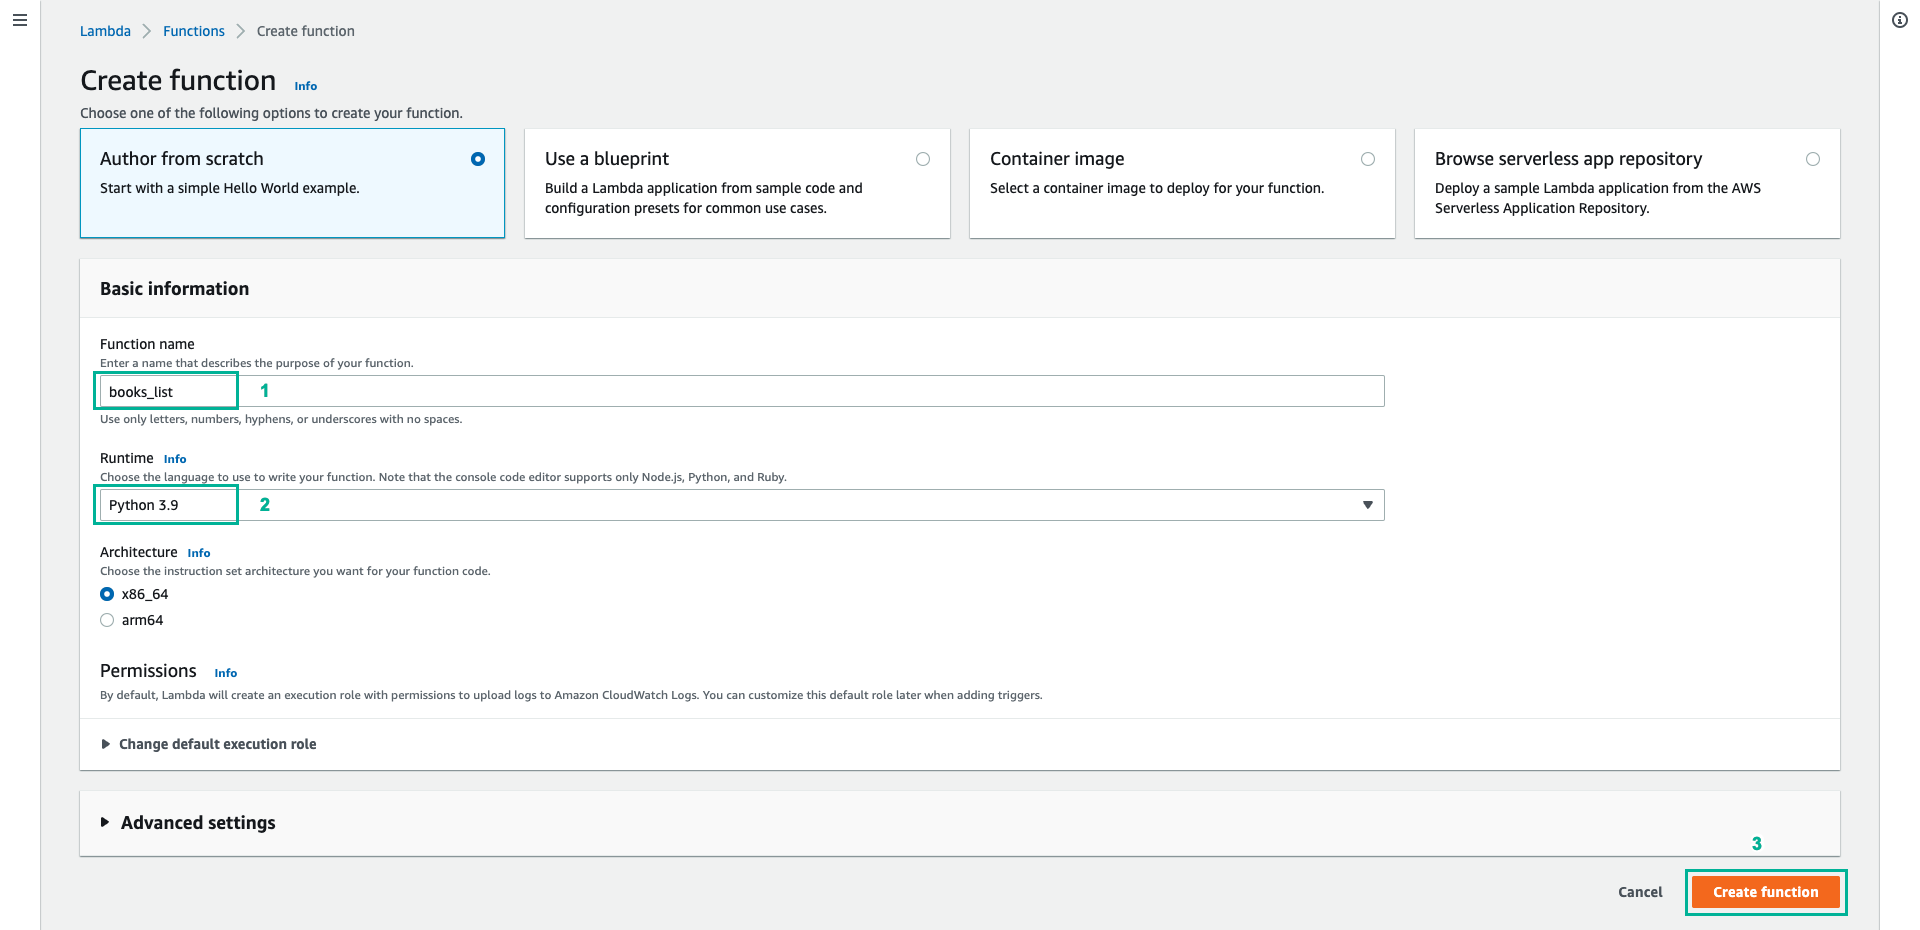 Lambda Functions Create function
Create function Info
Choose one of the following options to create your function.
Author from scratch
Start with a simple Hello World example.
Use a blueprint
Build a Lambda application from sample code and
configuration presets for common use cases.
Container image
Select a container image to deploy for your function.
Browse serverless app repository
Deploy a sample Lambda application from the AWS
Serverless Application Repository.
Basic information
Function name
Enter a name that describes the purpose of your function.
books_list 1
Use only letters, numbers, hyphens, or underscores with no spaces.
Runtime Info
Choose the language to use to write your function. Note that the console code editor supports only Node.js, Python, and Ruby.
Python 3.9 2
Architecture Info
Choose the instruction set architecture you want for your function code.
x86_64
arm64
Permissions Info
By default, Lambda will create an execution role with permissions to upload logs to Amazon CloudWatch Logs. You can customize this default role later when adding triggers.
Change default execution role
Advanced settings
3
Cancel Create function